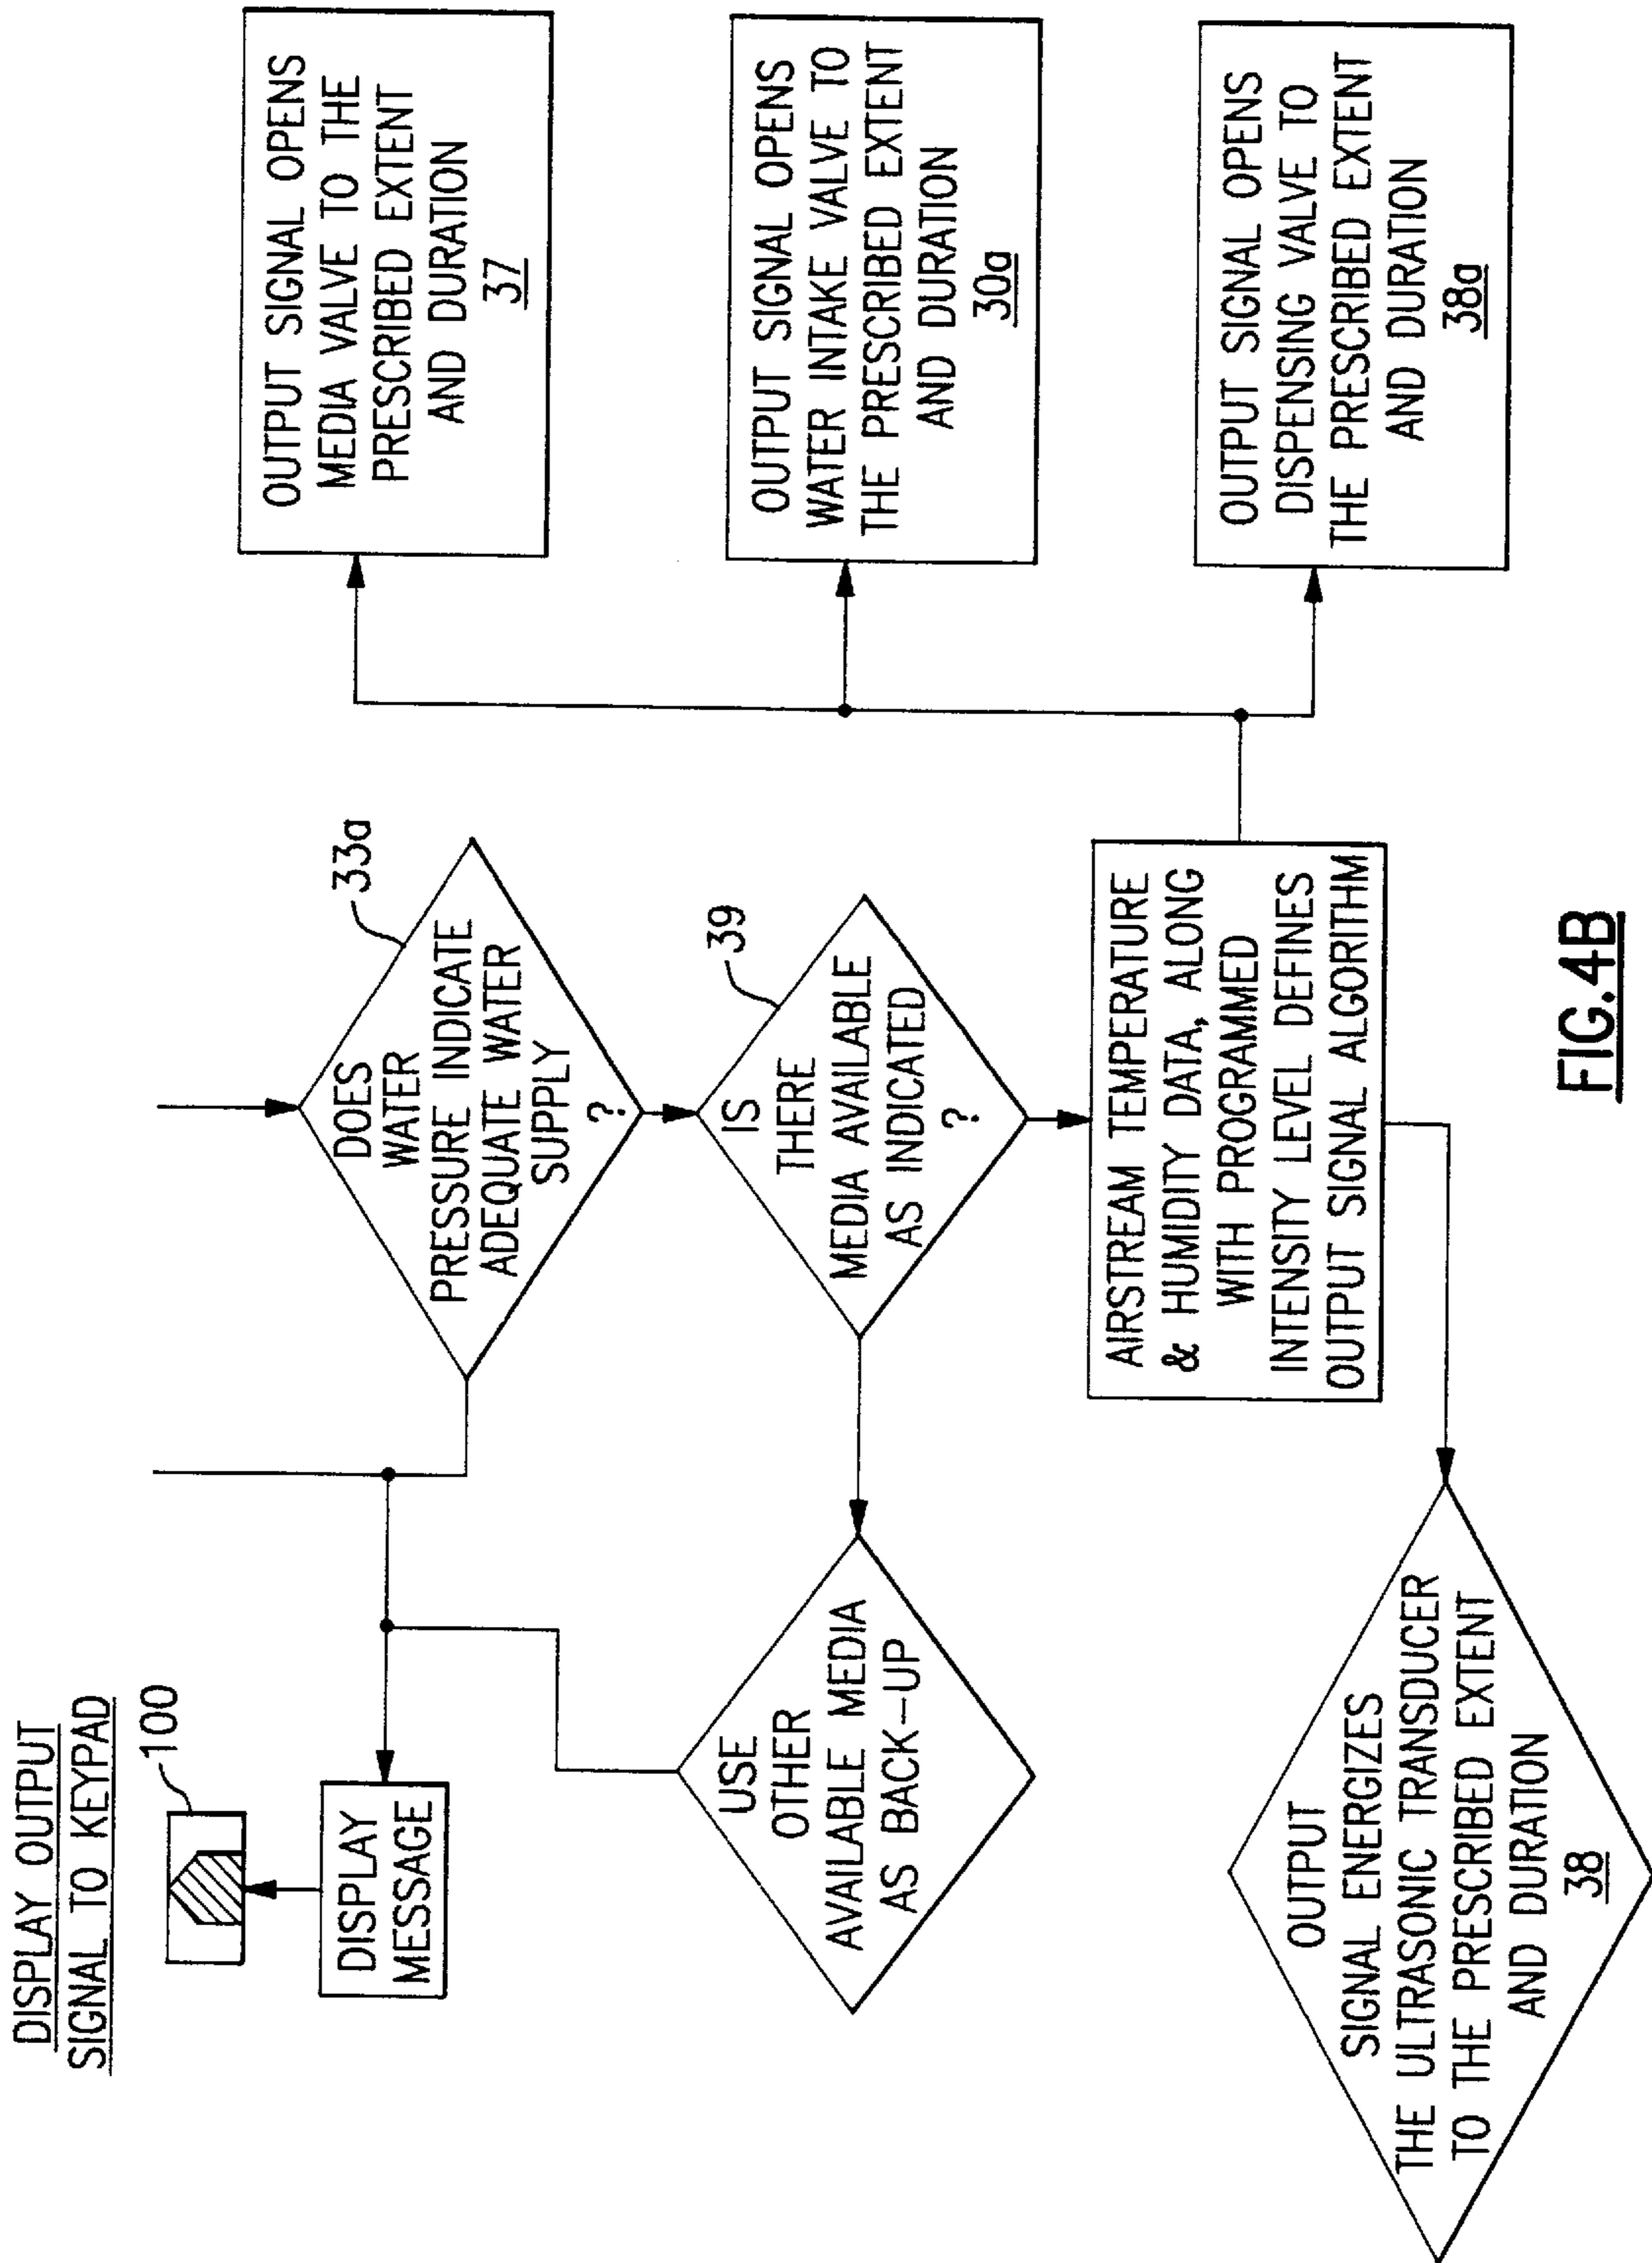 DISPLAY OUTPUT
SIGNAL TO KEYPAD
100
DISPLAY
MESSAGE
DOES
WATER
PRESSURE INDICATE
ADEQUATE WATER
SUPPLY
?
33a
USE
OTHER
AVAILABLE MEDIA
AS BACK-UP
IS
THERE
MEDIA AVAILABLE
AS INDICATED
?
39
AIRSTREAM TEMPERATURE
& HUMIDITY DATA, ALONG
WITH PROGRAMMED
INTENSITY LEVEL DEFINES
OUTPUT SIGNAL ALGORITHM
OUTPUT
SIGNAL ENERGIZES
THE ULTRASONIC TRANSDUCER
TO THE PRESCRIBED EXTENT
AND DURATION
38
OUTPUT SIGNAL OPENS
MEDIA VALVE TO THE
PRESCRIBED EXTENT
AND DURATION
37
OUTPUT SIGNAL OPENS
WATER INTAKE VALVE TO
THE PRESCRIBED EXTENT
AND DURATION
30a
OUTPUT SIGNAL OPENS
DISPENSING VALVE TO
THE PRESCRIBED EXTENT
AND DURATION
38a
FIG.4B